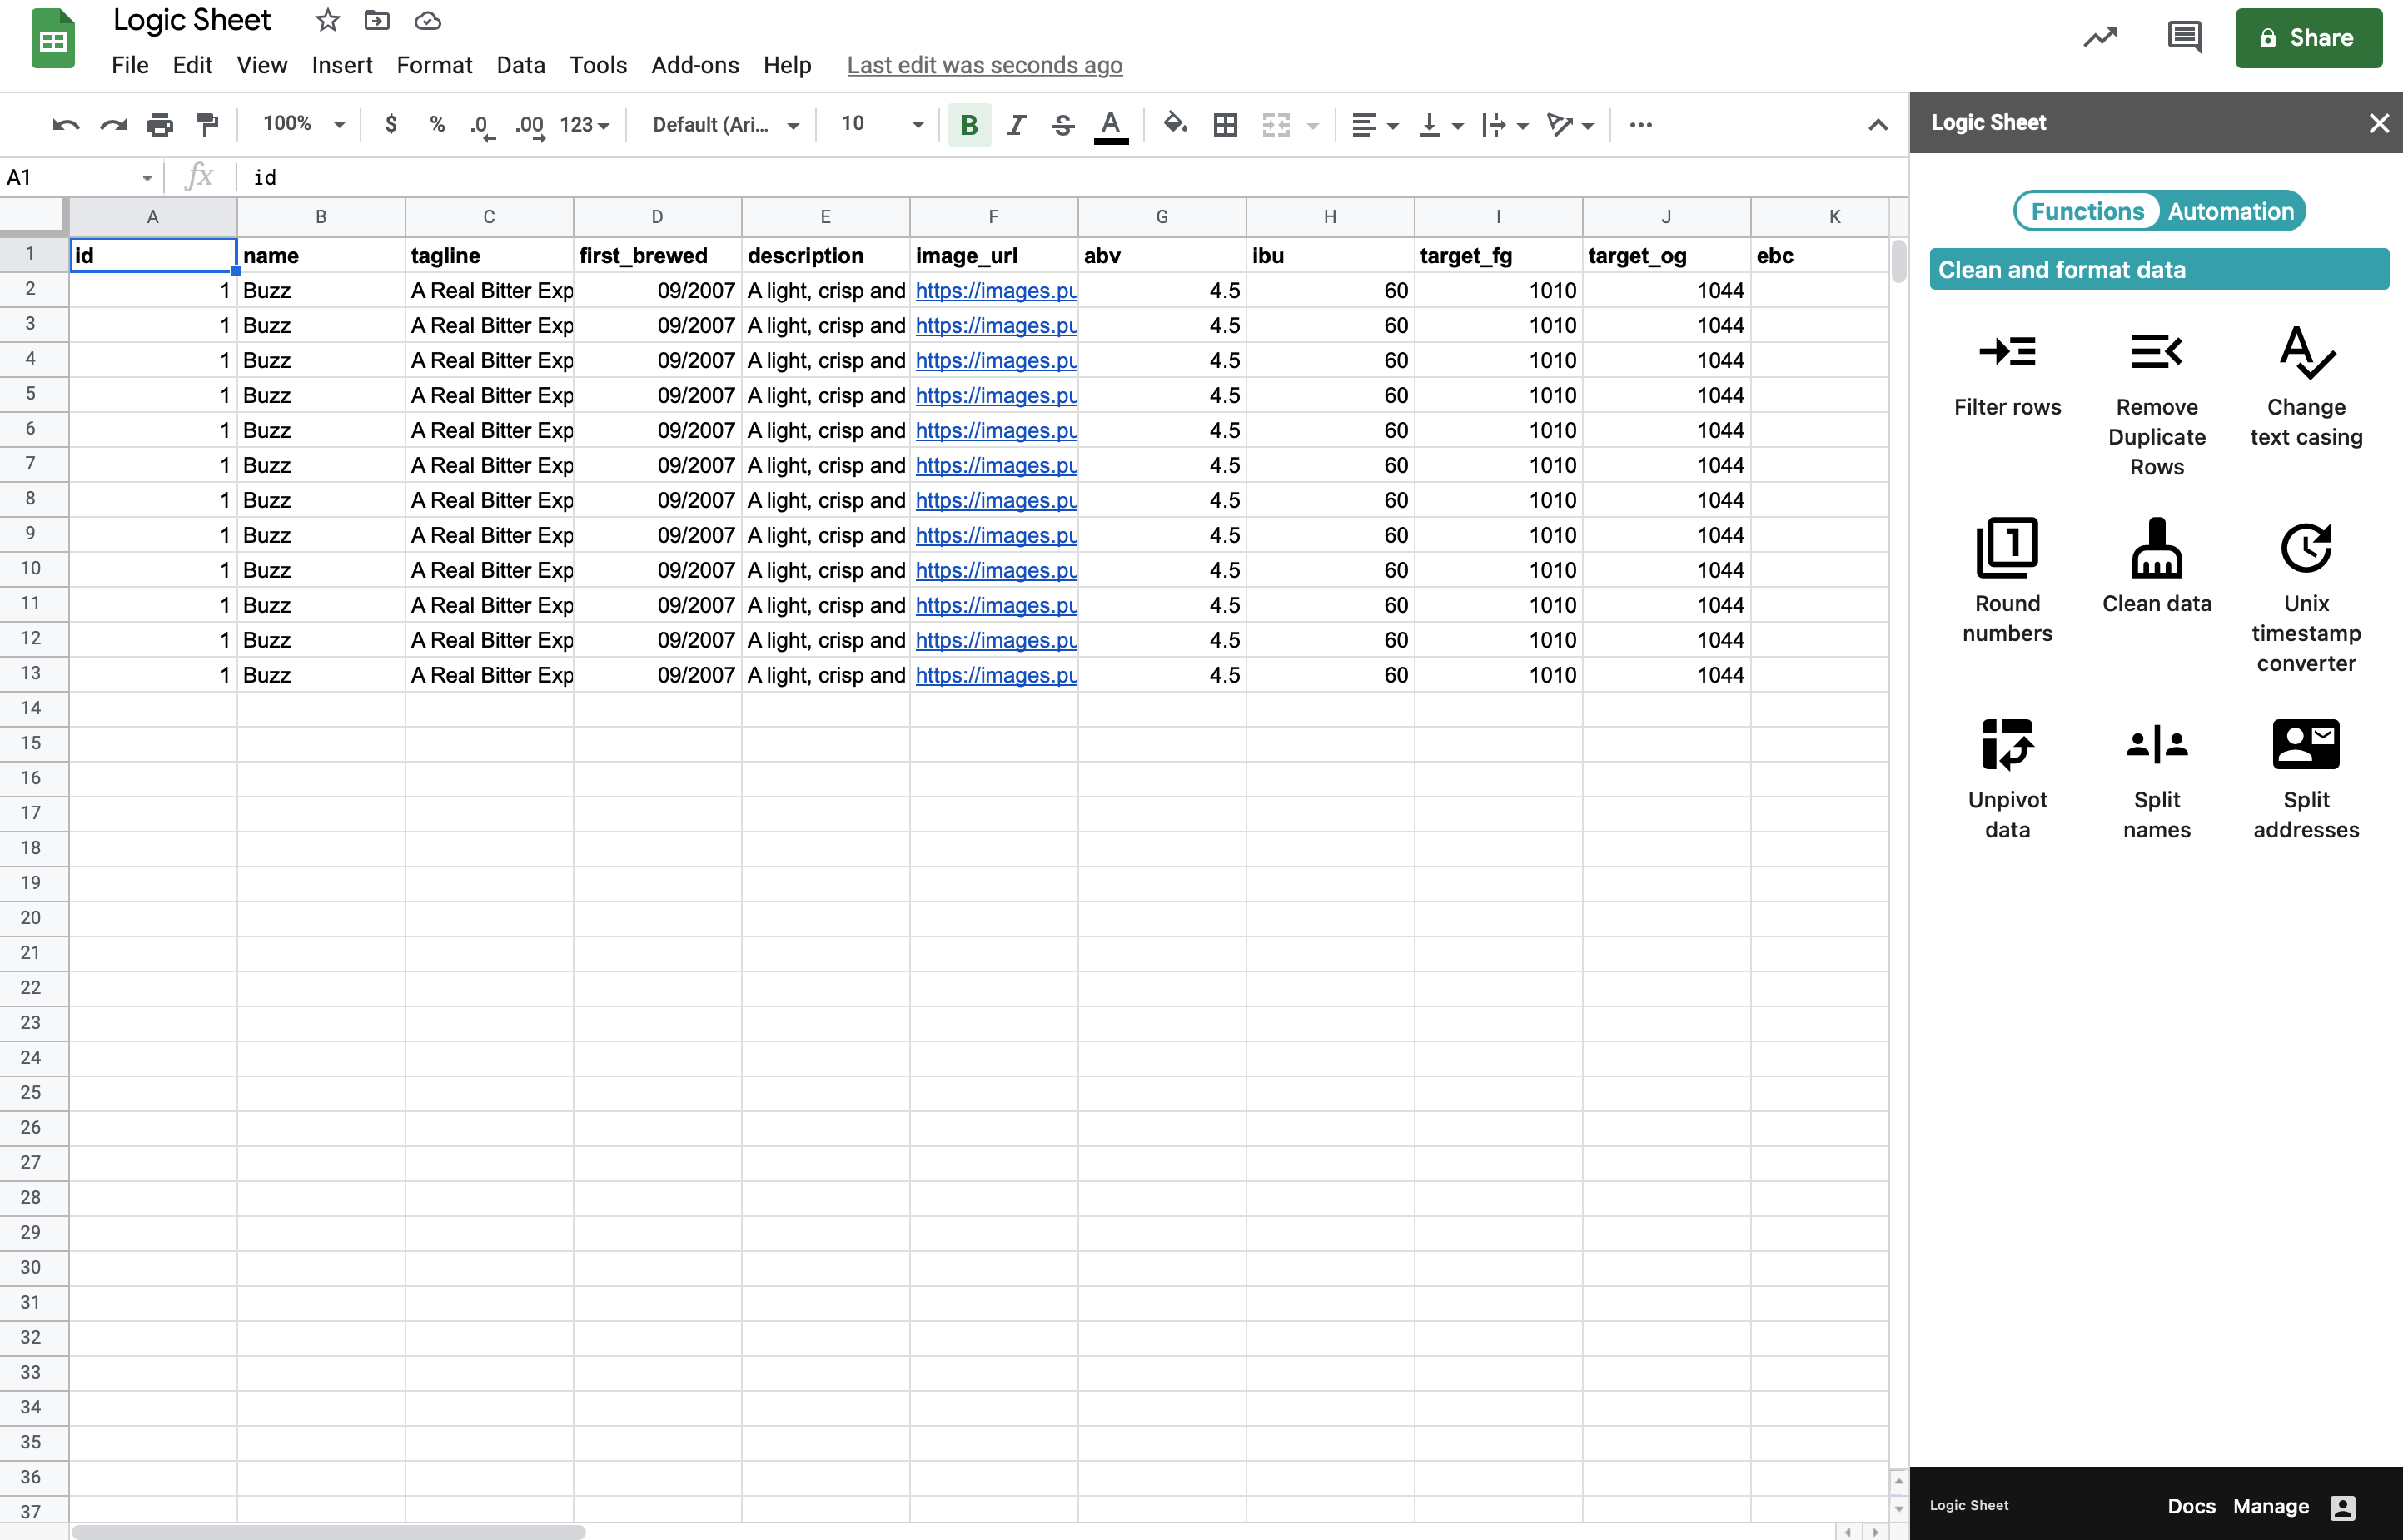 Logic Sheet
File Edit View Insert Format Data Tools Add-ons Help Last edit was seconds ago
Share
100% $ % .0 .00 123 Default (Ari... 10 B I S A
A1 fx id
A B C D E F G H I J K
1 id name tagline first_brewed description image_url abv ibu target_fg target_og ebc
2 1 Buzz A Real Bitter Exp 09/2007 A light, crisp and https://images.pu 4.5 60 1010 1044
3 1 Buzz A Real Bitter Exp 09/2007 A light, crisp and https://images.pu 4.5 60 1010 1044
4 1 Buzz A Real Bitter Exp 09/2007 A light, crisp and https://images.pu 4.5 60 1010 1044
5 1 Buzz A Real Bitter Exp 09/2007 A light, crisp and https://images.pu 4.5 60 1010 1044
6 1 Buzz A Real Bitter Exp 09/2007 A light, crisp and https://images.pu 4.5 60 1010 1044
7 1 Buzz A Real Bitter Exp 09/2007 A light, crisp and https://images.pu 4.5 60 1010 1044
8 1 Buzz A Real Bitter Exp 09/2007 A light, crisp and https://images.pu 4.5 60 1010 1044
9 1 Buzz A Real Bitter Exp 09/2007 A light, crisp and https://images.pu 4.5 60 1010 1044
10 1 Buzz A Real Bitter Exp 09/2007 A light, crisp and https://images.pu 4.5 60 1010 1044
11 1 Buzz A Real Bitter Exp 09/2007 A light, crisp and https://images.pu 4.5 60 1010 1044
12 1 Buzz A Real Bitter Exp 09/2007 A light, crisp and https://images.pu 4.5 60 1010 1044
13 1 Buzz A Real Bitter Exp 09/2007 A light, crisp and https://images.pu 4.5 60 1010 1044
14
15
16
17
18
19
20
21
22
23
24
25
26
27
28
29
30
31
32
33
34
35
36
37
Logic Sheet
Functions Automation
Clean and format data
Filter rows
Remove
Duplicate
Rows
Change
text casing
1
Round
numbers
Clean data
Unix
timestamp
converter
Unpivot
data
Split
names
Split
addresses
Logic Sheet Docs Manage